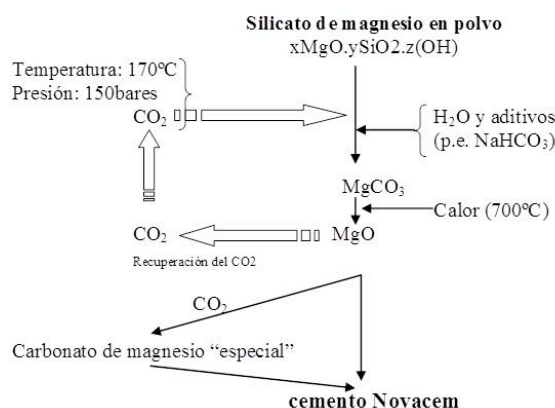 Silicato de magnesio en polvo
xMgO.ySiO2.z(OH)
Temperatura: 170ºC
Presión: 150bares
CO₂
H₂O y aditivos
(p.e. NaHCO₃)
MgCO₃
Calor (700ºC)
CO₂
MgO
Recuperación del CO2
CO₂
Carbonato de magnesio “especial”
cemento Novacem